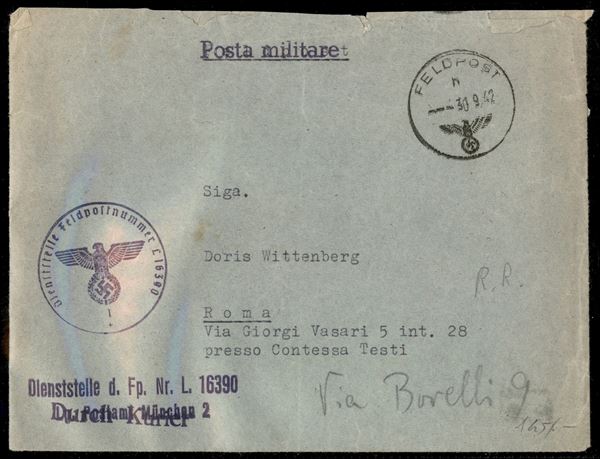 Posta militare
FELDPOST
h
30.9.42
Dienststelle Feldpostnummer L 16390
Siga.
Doris Wittenberg
R.R.
Roma
Via Giorgi Vasari 5 int. 28
presso Contessa Testi
Dienststelle d. Fp. Nr. L. 16390
Postamt München 2
Durch Kurier
Via Borelli 9